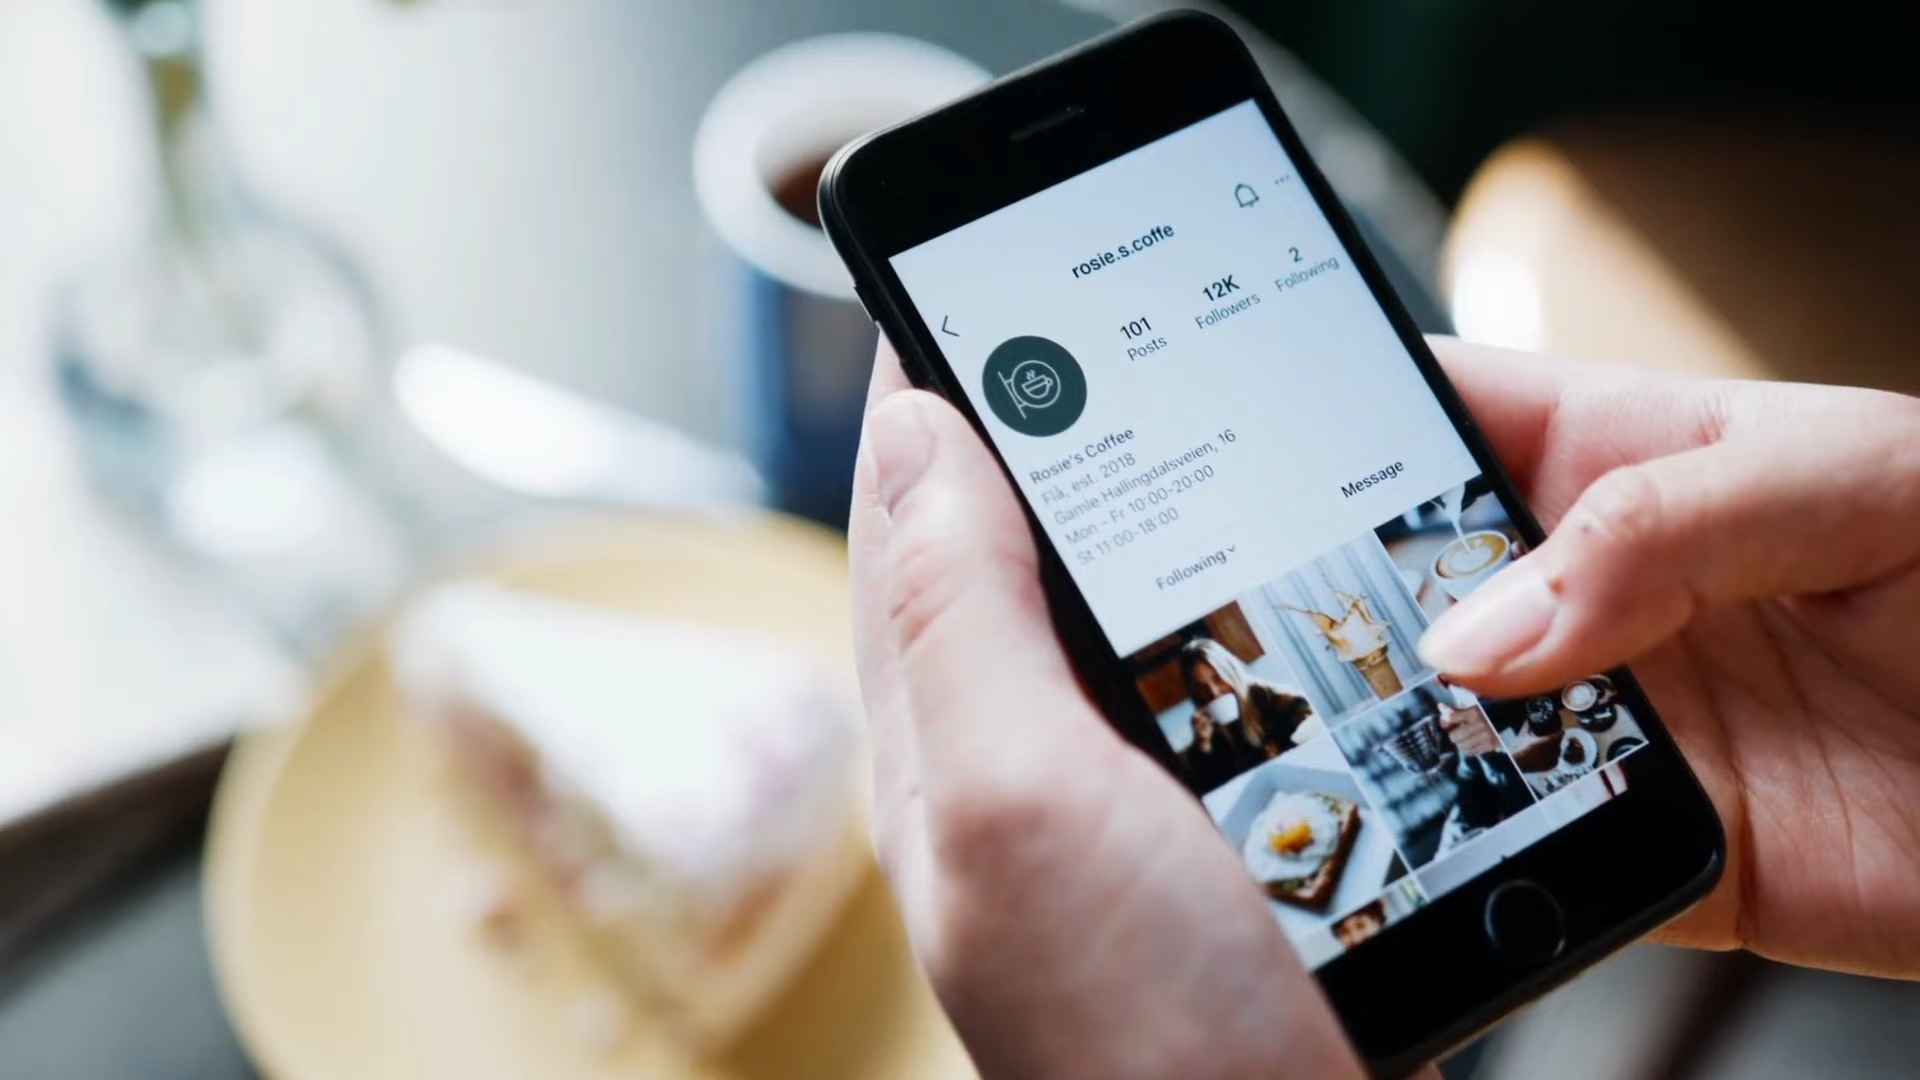 rosie.s.coffe
101
Posts
12K
Followers
2
Following
Rosie's Coffee
Flå, est. 2018
Gamle Hallingdalsveien, 16
Mon - Fr 10:00-20:00
St 11:00-18:00
Following
Message